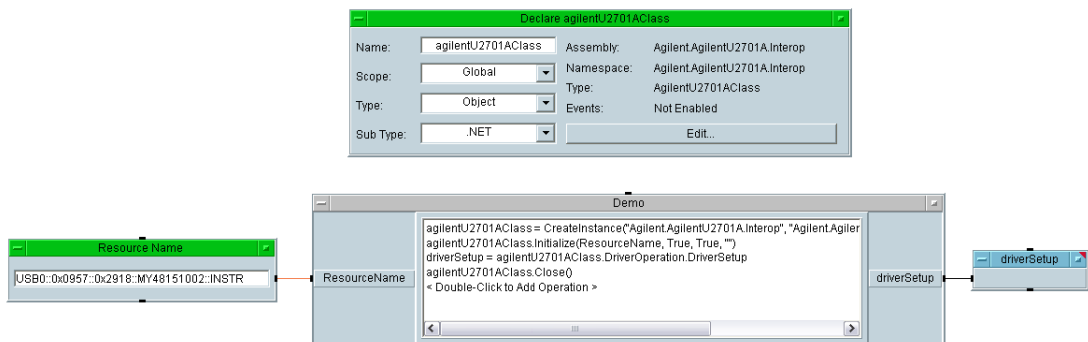 Declare agilentU2701AClass
Name: agilentU2701AClass Assembly: Agilent.AgilentU2701A.Interop
Scope: Global Namespace: Agilent.AgilentU2701A.Interop
Type: Object Type: AgilentU2701AClass
Events: Not Enabled
Sub Type: .NET Edit...
Demo
agilentU2701AClass = CreateInstance("Agilent.AgilentU2701A.Interop", "Agilent.Agiler
agilentU2701AClass.Initialize(ResourceName, True, True, "")
driverSetup = agilentU2701AClass.DriverOperation.DriverSetup
agilentU2701AClass.Close()
< Double-Click to Add Operation >
Resource Name
USB0::0x0957::0x2918::MY48151002::INSTR
ResourceName
driverSetup
driverSetup